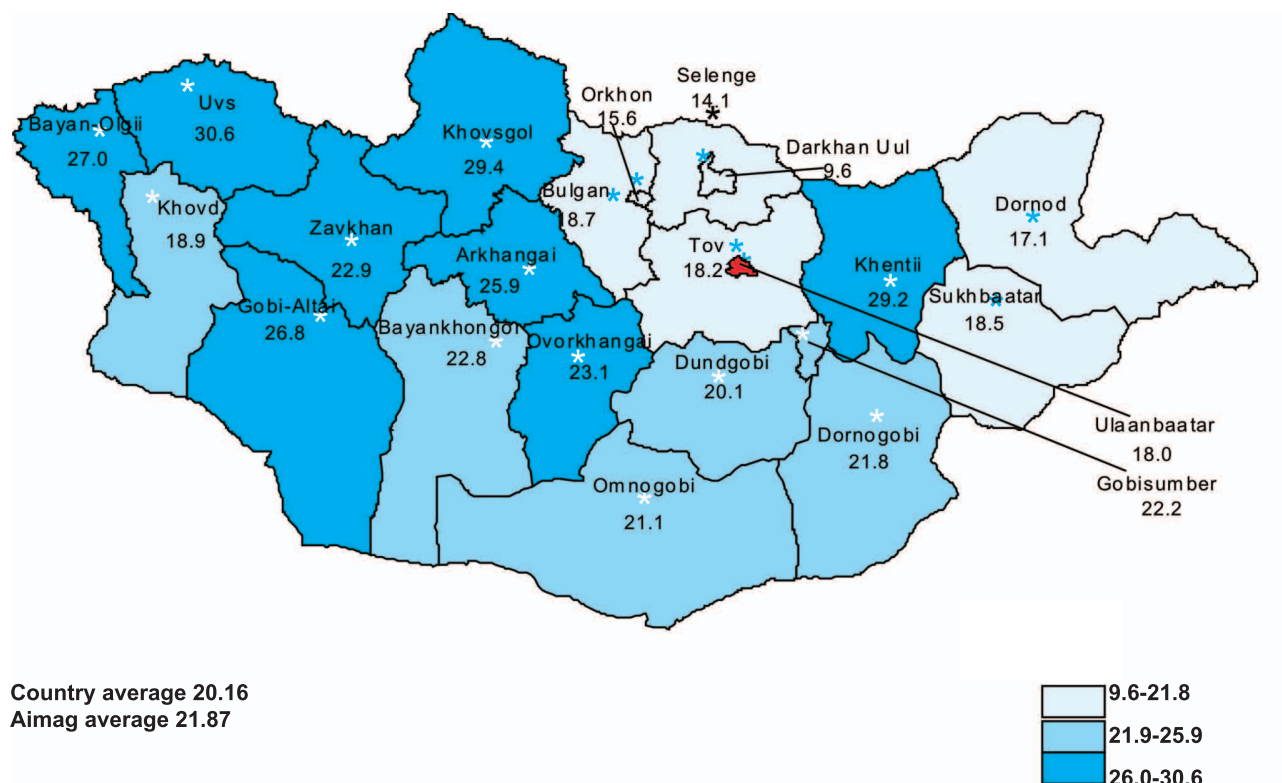 Selenge
14.1
Orkhon
15.6
Uvs
30.6
Bayan-Olgii
27.0
Khovsgol
29.4
Darkhan Uul
9.6
Bulgan
18.7
Khovd
18.9
Zavkhan
22.9
Arkhangai
25.9
Tov
18.2
Khentii
29.2
Dornod
17.1
Sukhbaatar
18.5
Gobi-Altai
26.8
Bayankhongor
22.8
Ovorkhangai
23.1
Dundgobi
20.1
Dornogobi
21.8
Ulaanbaatar
18.0
Gobisumber
22.2
Omnogobi
21.1
Country average 20.16
Aimag average 21.87
9.6-21.8
21.9-25.9
26.0-30.6